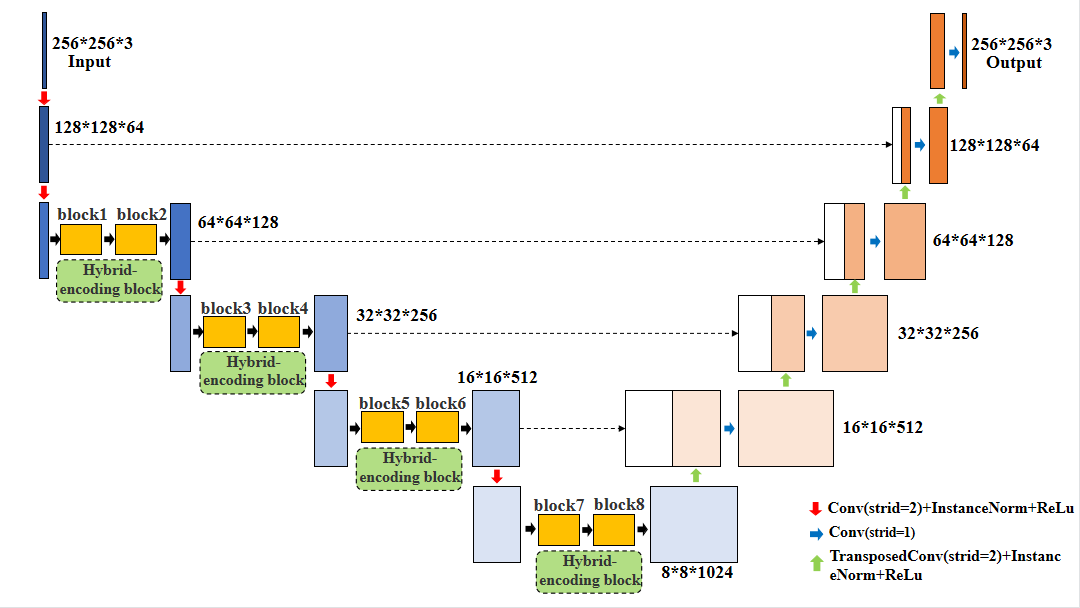 256*256*3
Input
256*256*3
Output
128*128*64
128*128*64
block1 block2
64*64*128
64*64*128
Hybrid-
encoding block
block3 block4
32*32*256
32*32*256
Hybrid-
encoding block
16*16*512
block5 block6
16*16*512
Hybrid-
encoding block
block7 block8
Hybrid-
encoding block
8*8*1024
Conv(strid=2)+InstanceNorm+ReLu
Conv(strid=1)
TransposedConv(strid=2)+Instanc
eNorm+ReLu